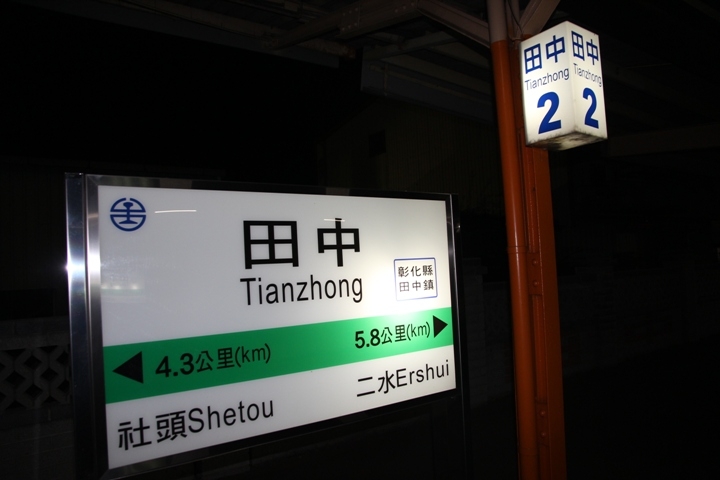 田中
Tianzhong
2
田中
Tianzhong
2
田中
Tianzhong
彰化縣
田中鎮
4.3公里(km)
5.8公里(km)
社頭Shetou
二水Ershui